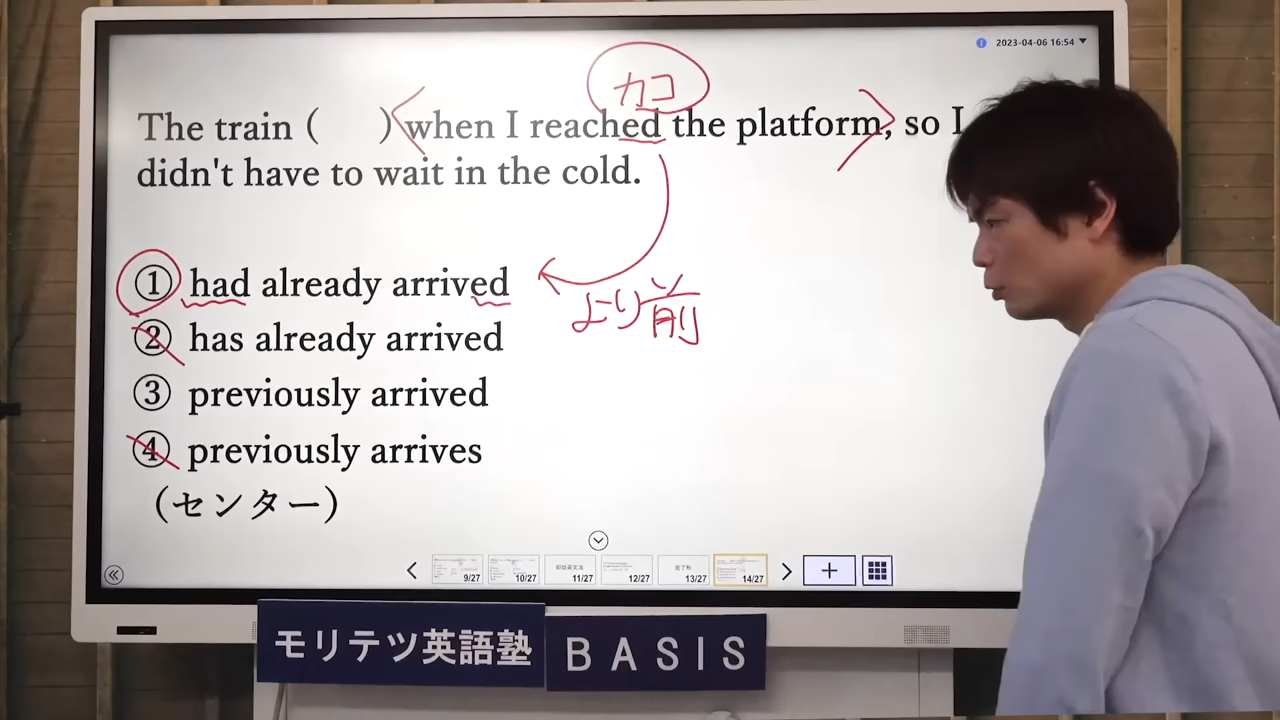 2023-04-06 16:54
カコ
The train (　) when I reached the platform, so I
didn't have to wait in the cold.
① had already arrived
より前
② has already arrived
③ previously arrived
④ previously arrives
(センター)
9/27
10/27
11/27
12/27
13/27
完了形
14/27
モリテツ英語塾
BASIS